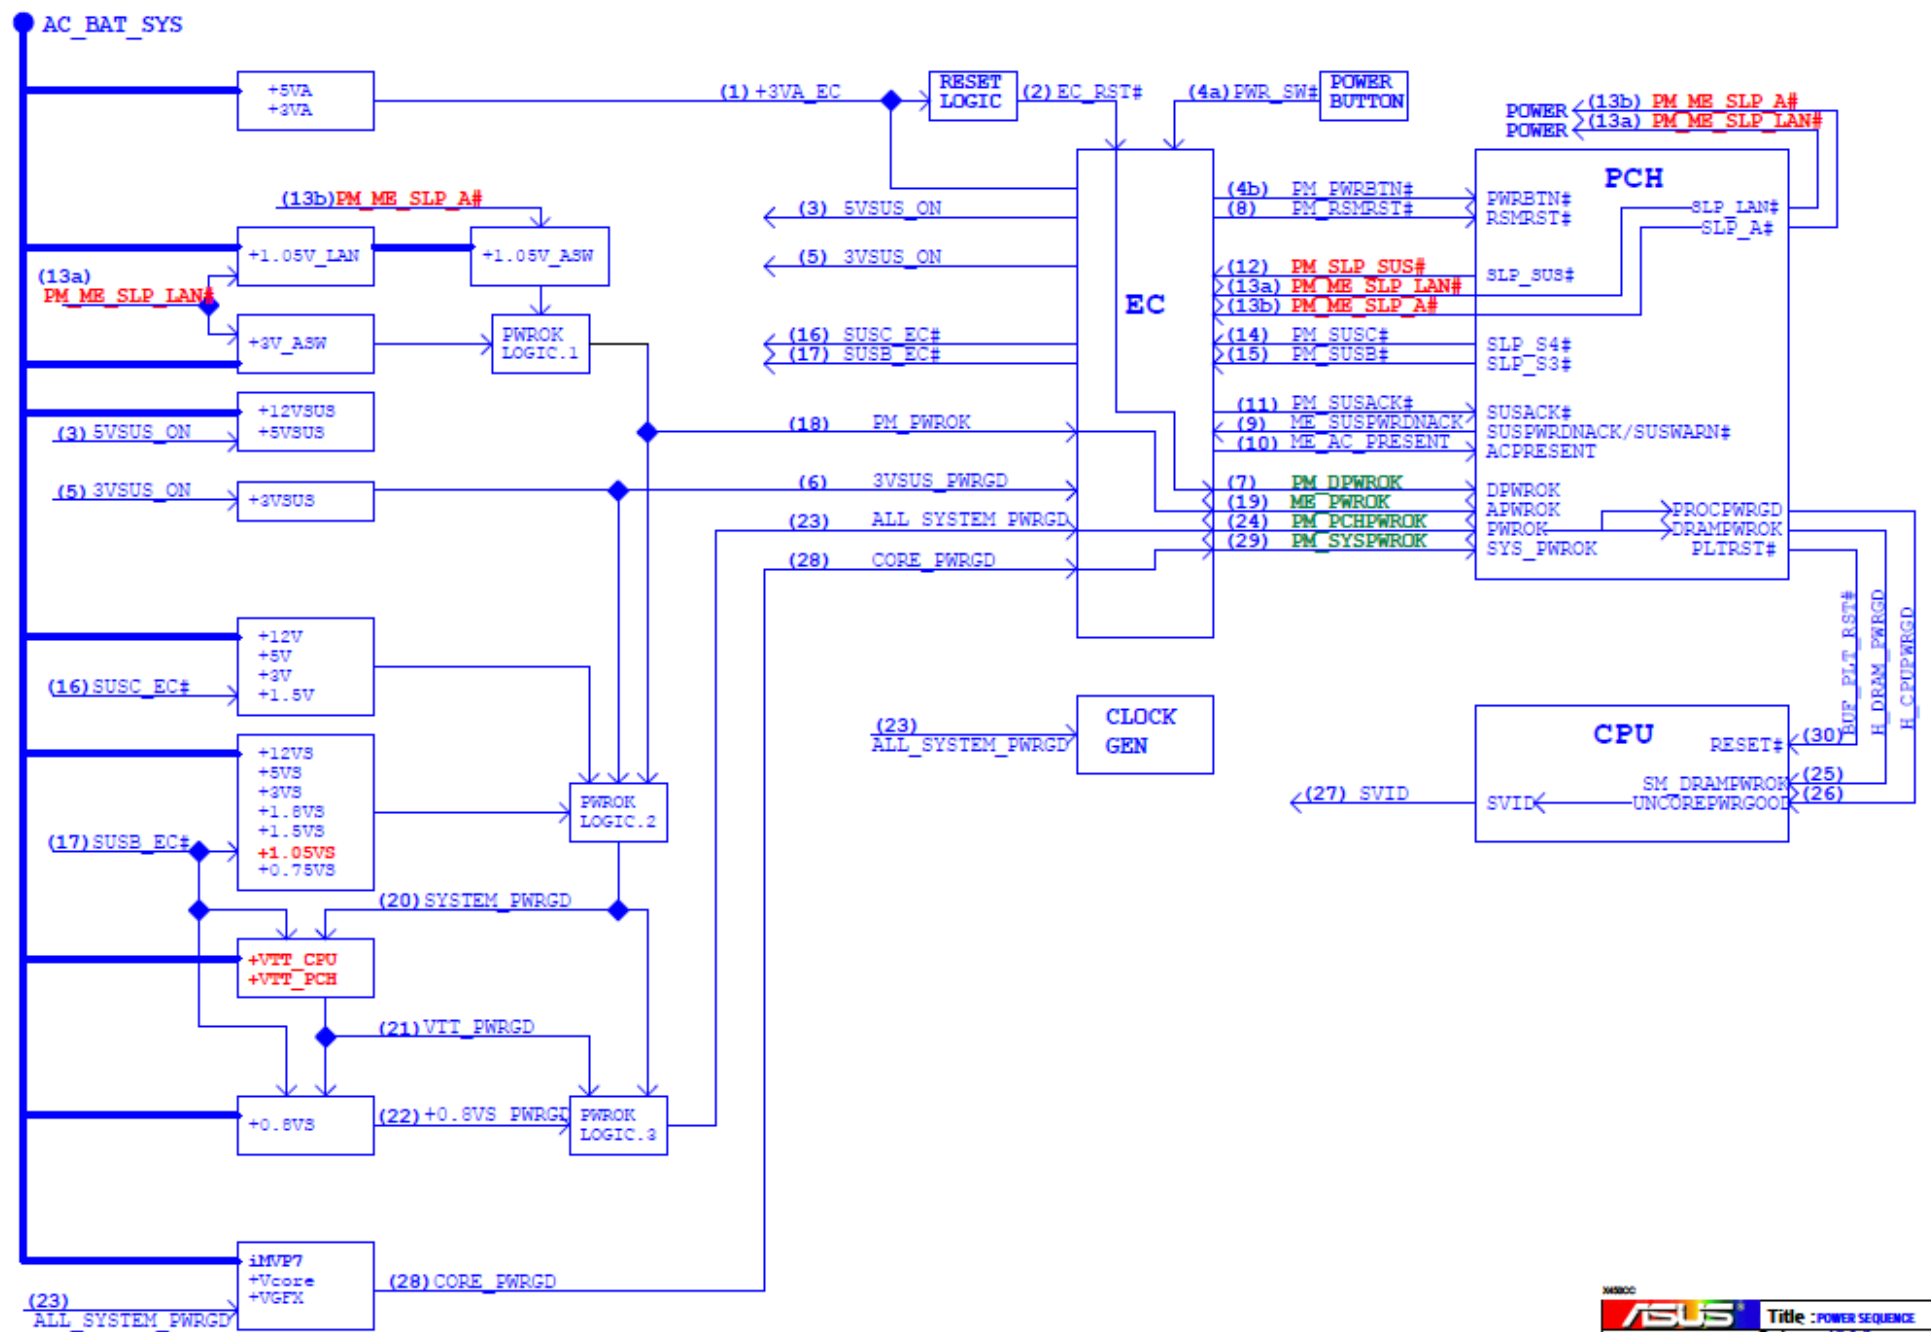 AC_BAT_SYS
+5VA
+3VA
(1) +3VA_EC
RESET
LOGIC
(2) EC_RST#
(4a) PWR_SW#
POWER
BUTTON
POWER
(13b) PM_ME_SLP_A#
POWER
(13a) PM_ME_SLP_LAN#
PCH
(13b) PM_ME_SLP_A#
+1.05V_LAN
+1.05V_ASW
(13a)
PM_ME_SLP_LAN#
+3V_ASW
PWROK
LOGIC.1
+12VSUS
+5VSUS
(3) 5VSUS_ON
(5) 3VSUS_ON
+3VSUS
(3) 5VSUS_ON
(5) 3VSUS_ON
(16) SUSC_EC#
(17) SUSB_EC#
(18) PM_PWROK
(6) 3VSUS_PWRGD
(23) ALL_SYSTEM_PWRGD
(28) CORE_PWRGD
EC
(4b) PM_PWRBTN#
(8) PM_RSMRST#
(12) PM_SLP_SUS#
(13a) PM_ME_SLP_LAN#
(13b) PM_ME_SLP_A#
(14) PM_SUSC#
(15) PM_SUSB#
(11) PM_SUSACK#
(9) ME_SUSPWRDNACK
(10) ME_AC_PRESENT
(7) PM_DPWROK
(19) ME_PWROK
(24) PM_PCHPWROK
(29) PM_SYSPWROK
PWRBTN#
RSMRST#
SLP_LAN#
SLP_A#
SLP_SUS#
SLP_S4#
SLP_S3#
SUSACK#
SUSPWRDNACK/SUSWARN#
ACPRESENT
DPWROK
APWROK
PWROK
SYS_PWROK
PROCPWRGD
DRAMPWROK
PLTRST#
BUF_PLT_RST#
H_DRAM_PWRGD
H_CPUPWRGD
+12V
+5V
+3V
+1.5V
(16) SUSC_EC#
+12VS
+5VS
+3VS
+1.8VS
+1.5VS
+1.05VS
+0.75VS
(17) SUSB_EC#
PWROK
LOGIC.2
(20) SYSTEM_PWRGD
+VTT_CPU
+VTT_PCH
(21) VTT_PWRGD
+0.8VS
(22) +0.8VS_PWRGD
PWROK
LOGIC.3
(23)
ALL_SYSTEM_PWRGD
CLOCK
GEN
CPU
RESET#
(30)
SM_DRAMPWROK
(25)
UNCOREPWRGOOD
(26)
SVID
(27) SVID
iMVP7
+Vcore
+VGFX
(28) CORE_PWRGD
(23)
ALL_SYSTEM_PWRGD
X450CC
ASUS
Title : POWER SEQUENCE